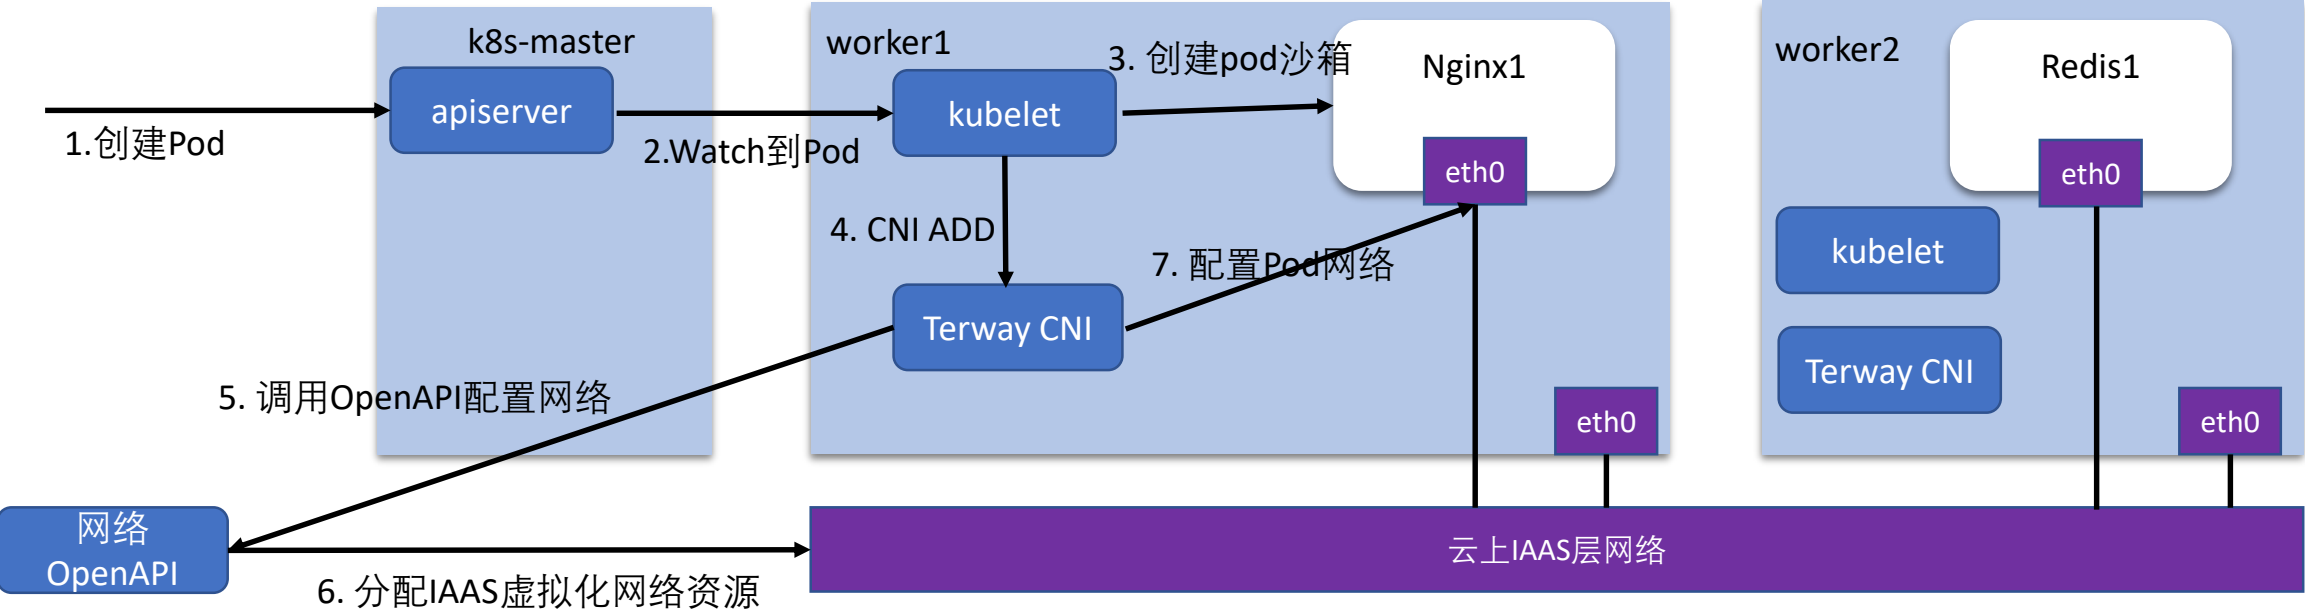 k8s-master
apiserver
1.创建Pod
2.Watch到Pod
worker1
kubelet
3. 创建pod沙箱
Nginx1
eth0
4. CNI ADD
7. 配置Pod网络
Terway CNI
5. 调用OpenAPI配置网络
eth0
worker2
Redis1
eth0
kubelet
Terway CNI
eth0
网络
OpenAPI
6. 分配IAAS虚拟化网络资源
云上IAAS层网络